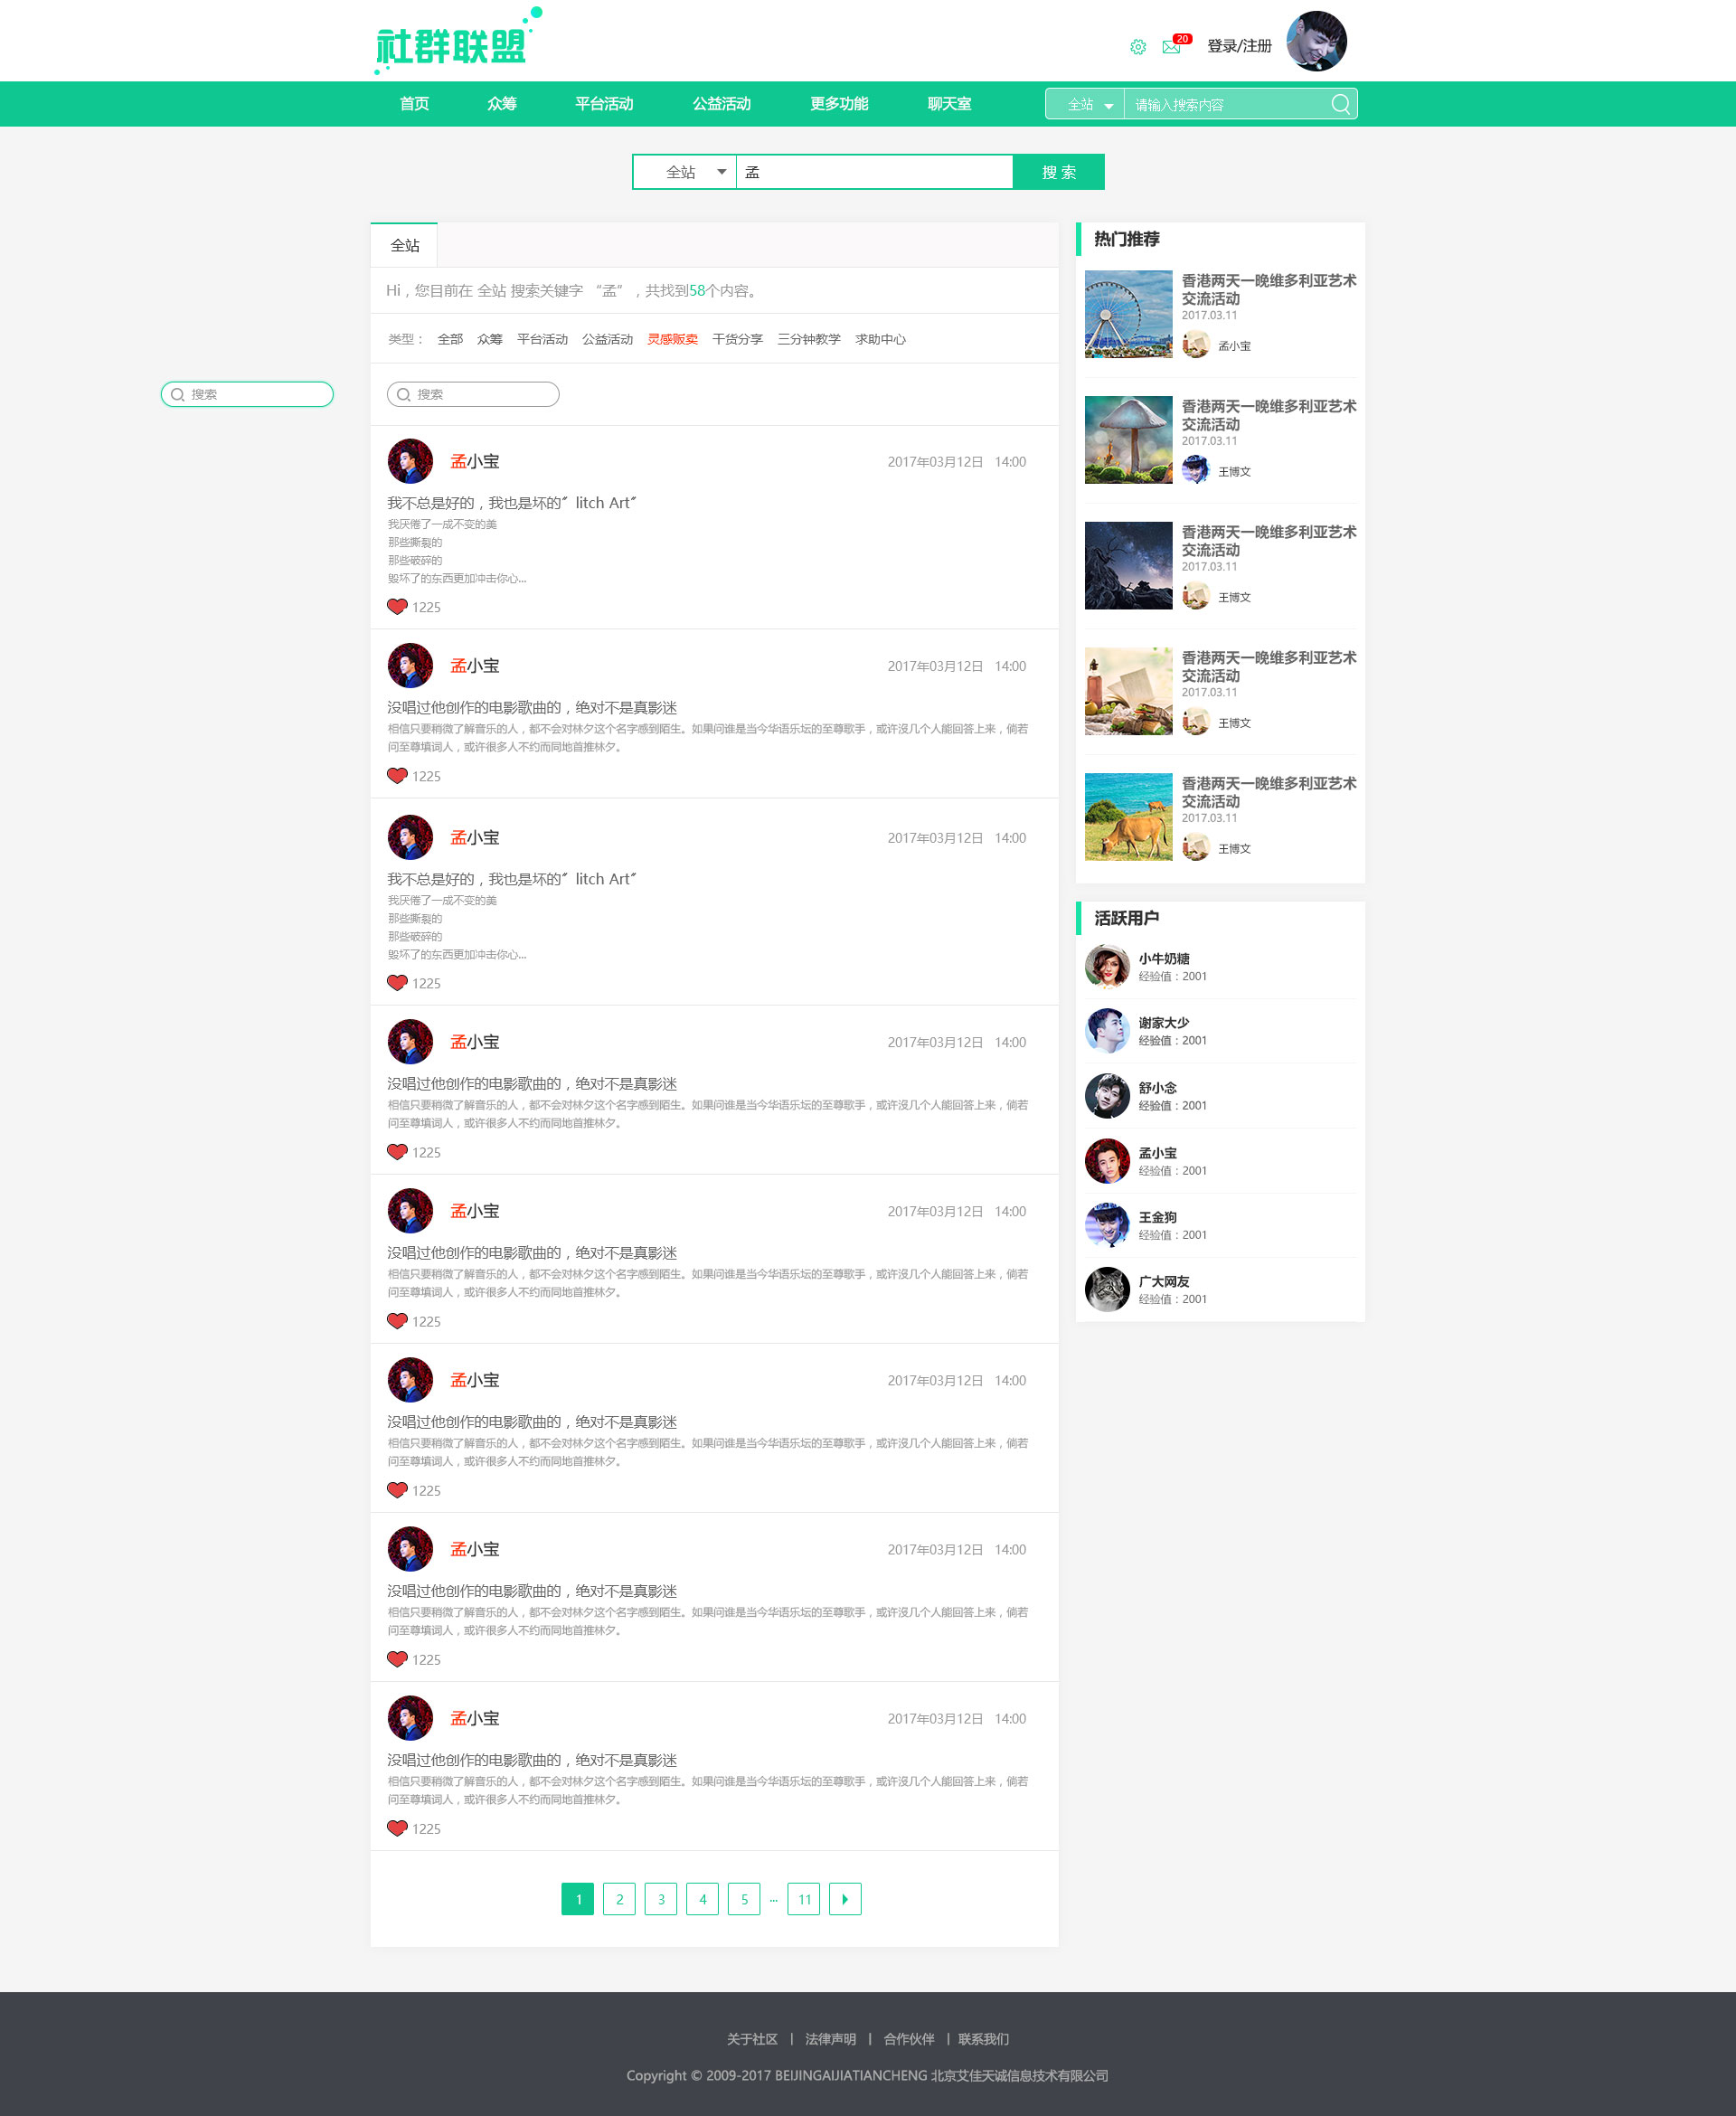 社群联盟
20
登录/注册
首页 众筹 平台活动 公益活动 更多功能 聊天室 全站 请输入搜索内容
全站 孟 搜 索
全站
Hi，您目前在 全站 搜索关键字 “孟” ，共找到58个内容。
类型： 全部 众筹 平台活动 公益活动 灵感贩卖 干货分享 三分钟教学 求助中心
搜索
搜索
孟小宝 2017年03月12日 14:00
我不总是好的，我也是坏的〞litch Art〞
我厌倦了一成不变的美
那些撕裂的
那些破碎的
毁坏了的东西更加冲击你心...
1225
孟小宝 2017年03月12日 14:00
没唱过他创作的电影歌曲的，绝对不是真影迷
相信只要稍微了解音乐的人，都不会对林夕这个名字感到陌生。如果问谁是当今华语乐坛的至尊歌手，或许沒几个人能回答上来，倘若
问至尊填词人，或许很多人不约而同地首推林夕。
1225
孟小宝 2017年03月12日 14:00
我不总是好的，我也是坏的〞litch Art〞
我厌倦了一成不变的美
那些撕裂的
那些破碎的
毁坏了的东西更加冲击你心...
1225
孟小宝 2017年03月12日 14:00
没唱过他创作的电影歌曲的，绝对不是真影迷
相信只要稍微了解音乐的人，都不会对林夕这个名字感到陌生。如果问谁是当今华语乐坛的至尊歌手，或许沒几个人能回答上来，倘若
问至尊填词人，或许很多人不约而同地首推林夕。
1225
孟小宝 2017年03月12日 14:00
没唱过他创作的电影歌曲的，绝对不是真影迷
相信只要稍微了解音乐的人，都不会对林夕这个名字感到陌生。如果问谁是当今华语乐坛的至尊歌手，或许沒几个人能回答上来，倘若
问至尊填词人，或许很多人不约而同地首推林夕。
1225
孟小宝 2017年03月12日 14:00
没唱过他创作的电影歌曲的，绝对不是真影迷
相信只要稍微了解音乐的人，都不会对林夕这个名字感到陌生。如果问谁是当今华语乐坛的至尊歌手，或许沒几个人能回答上来，倘若
问至尊填词人，或许很多人不约而同地首推林夕。
1225
孟小宝 2017年03月12日 14:00
没唱过他创作的电影歌曲的，绝对不是真影迷
相信只要稍微了解音乐的人，都不会对林夕这个名字感到陌生。如果问谁是当今华语乐坛的至尊歌手，或许沒几个人能回答上来，倘若
问至尊填词人，或许很多人不约而同地首推林夕。
1225
孟小宝 2017年03月12日 14:00
没唱过他创作的电影歌曲的，绝对不是真影迷
相信只要稍微了解音乐的人，都不会对林夕这个名字感到陌生。如果问谁是当今华语乐坛的至尊歌手，或许沒几个人能回答上来，倘若
问至尊填词人，或许很多人不约而同地首推林夕。
1225
1 2 3 4 5 ... 11
热门推荐
香港两天一晚维多利亚艺术
交流活动
2017.03.11
孟小宝
香港两天一晚维多利亚艺术
交流活动
2017.03.11
王博文
香港两天一晚维多利亚艺术
交流活动
2017.03.11
王博文
香港两天一晚维多利亚艺术
交流活动
2017.03.11
王博文
香港两天一晚维多利亚艺术
交流活动
2017.03.11
王博文
活跃用户
小牛奶糖
经验值：2001
谢家大少
经验值：2001
舒小念
经验值：2001
孟小宝
经验值：2001
王金狗
经验值：2001
广大网友
经验值：2001
关于社区 | 法律声明 | 合作伙伴 | 联系我们
Copyright © 2009-2017 BEIJINGAIJIATIANCHENG 北京艾佳天诚信息技术有限公司